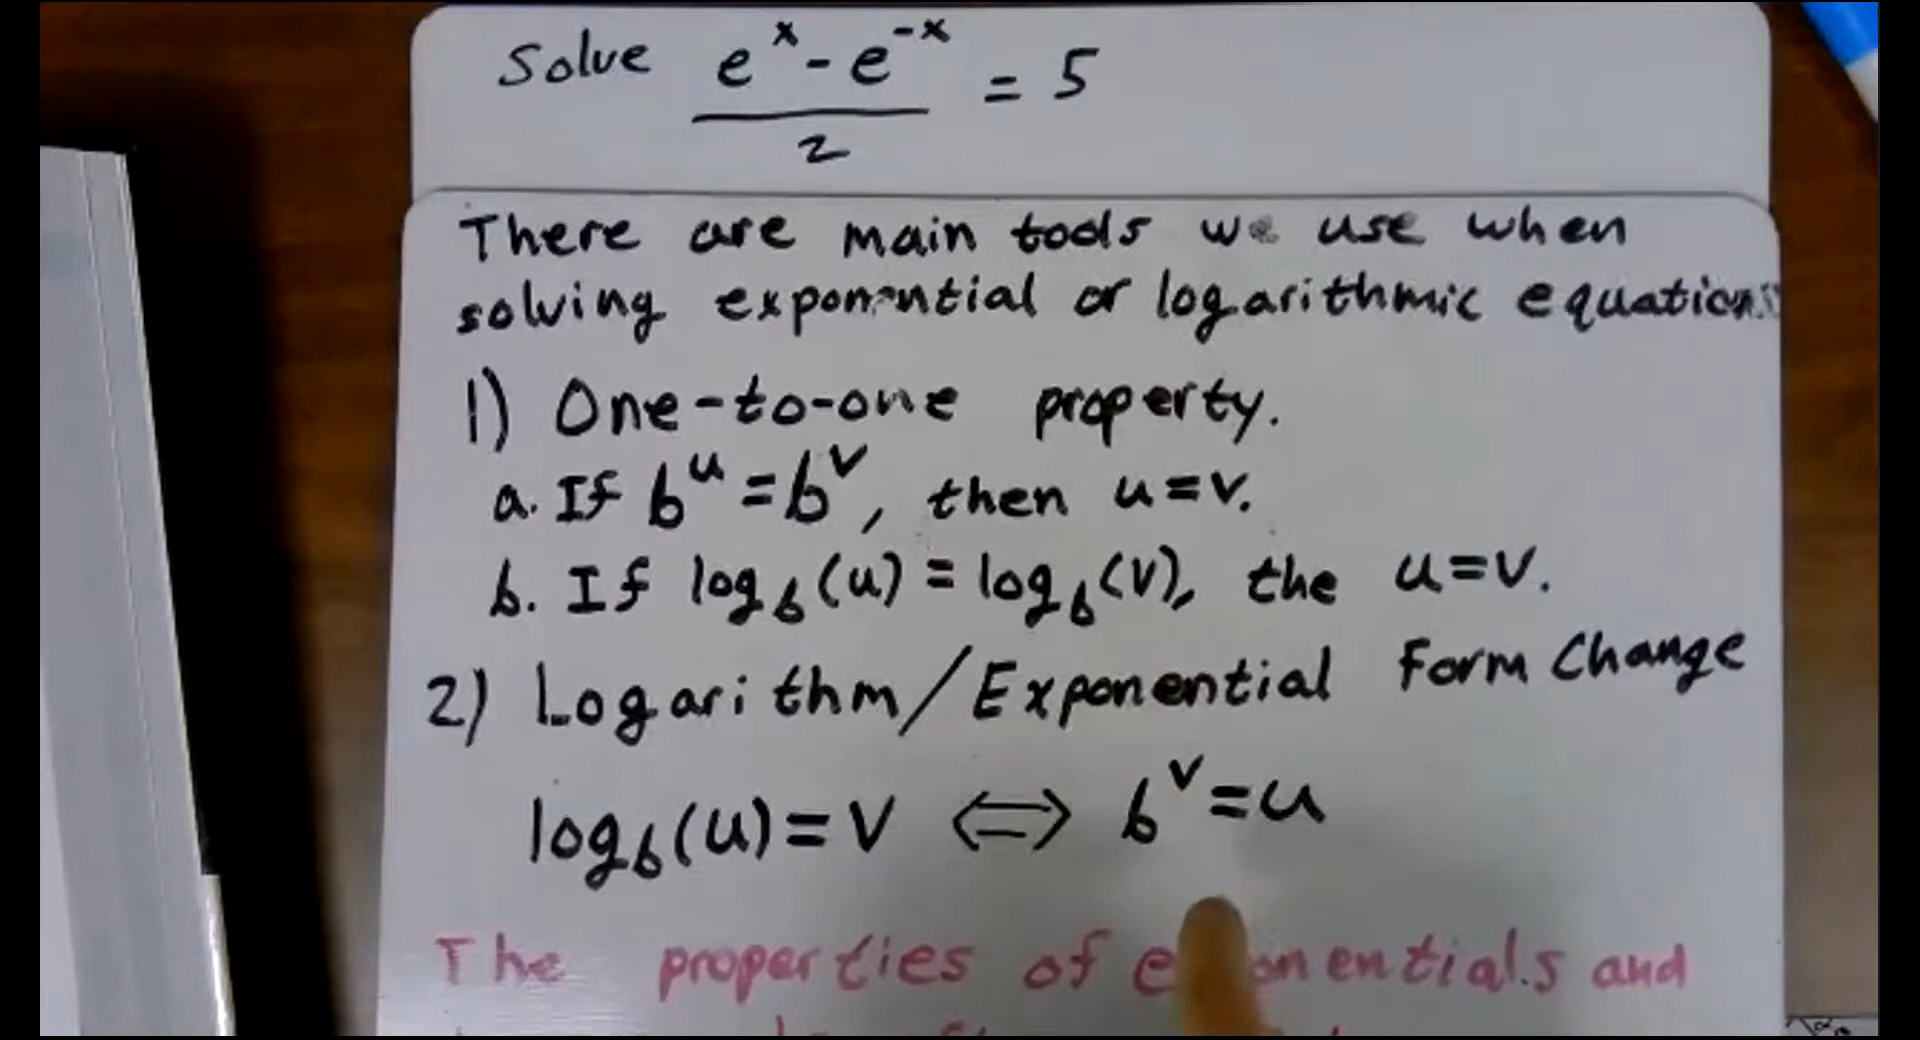 Solve (e^x - e^-x)/2 = 5
There are main tools we use when
solving exponential or logarithmic equations
1) One-to-one property.
a. If b^u = b^v, then u = v.
b. If log_b(u) = log_b(v), the u = v.
2) Logarithm/Exponential Form Change
log_b(u) = v ⇔ b^v = u
The properties of and